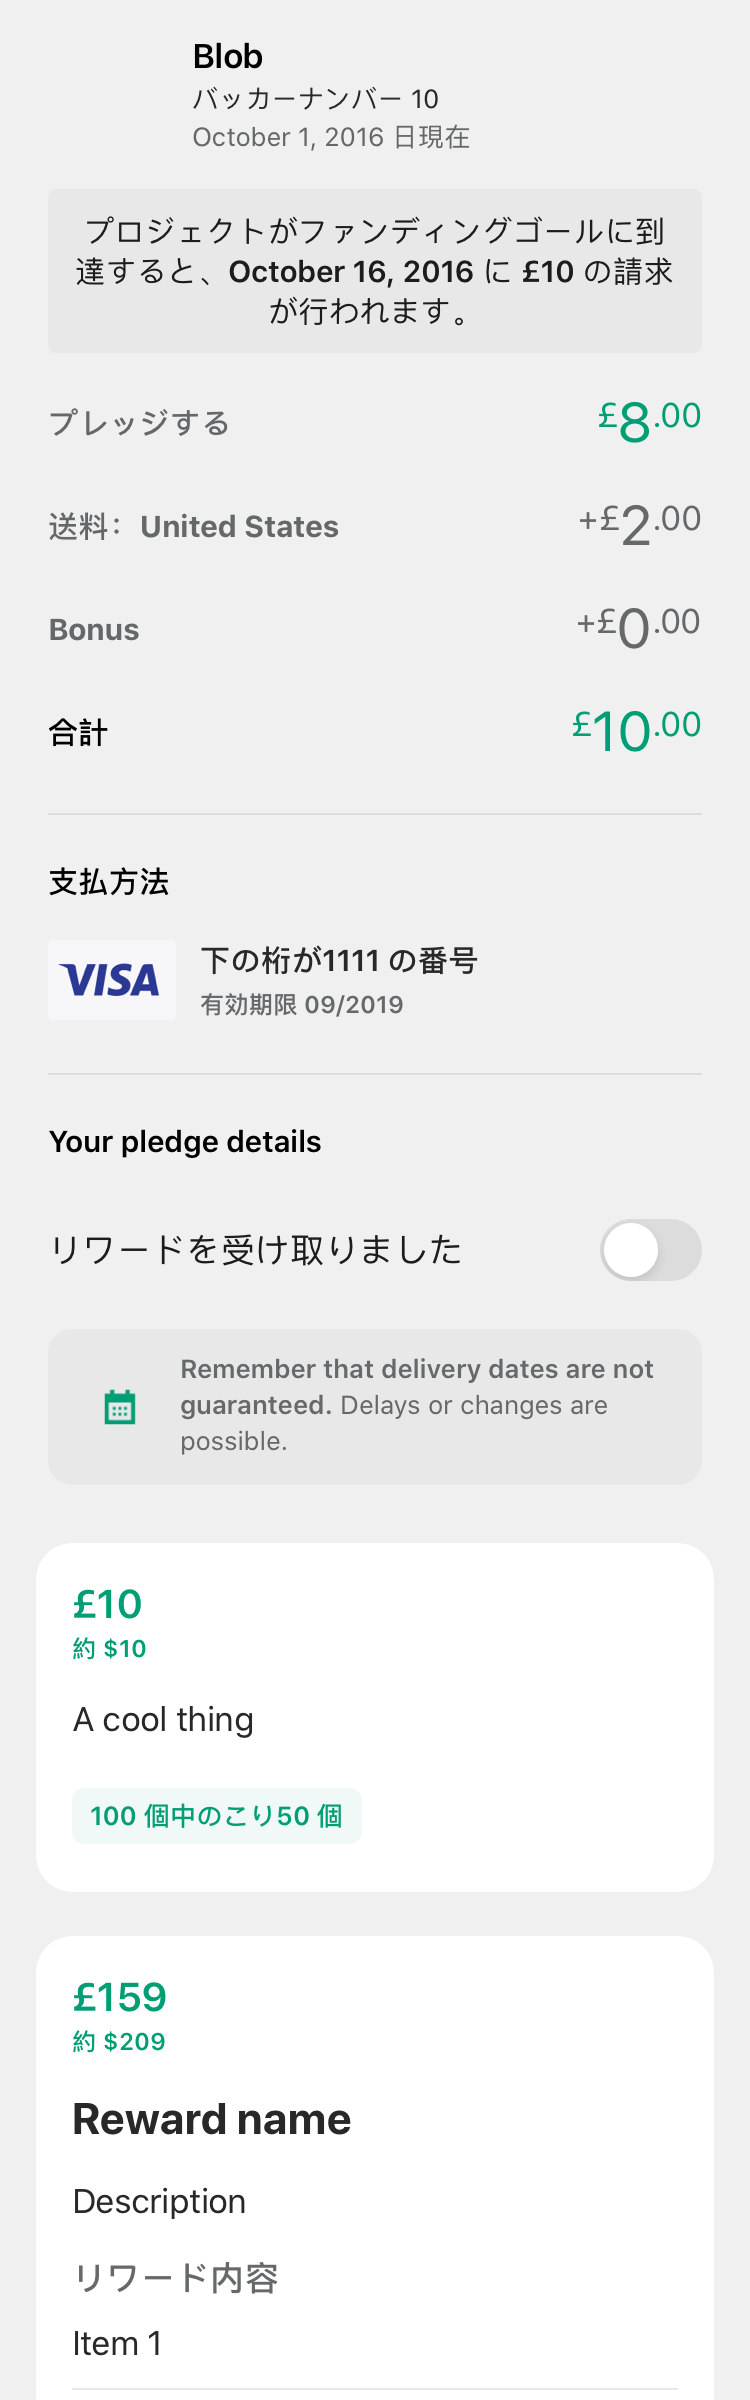 Blob
バッカーナンバー 10
October 1, 2016 日現在
プロジェクトがファンディングゴールに到
達すると、October 16, 2016 に £10 の請求
が行われます。
プレッジする £8.00
送料： United States +£2.00
Bonus +£0.00
合計 £10.00
支払方法
VISA
下の桁が1111 の番号
有効期限 09/2019
Your pledge details
リワードを受け取りました
Remember that delivery dates are not
guaranteed. Delays or changes are
possible.
£10
約 $10
A cool thing
100 個中のこり50 個
£159
約 $209
Reward name
Description
リワード内容
Item 1